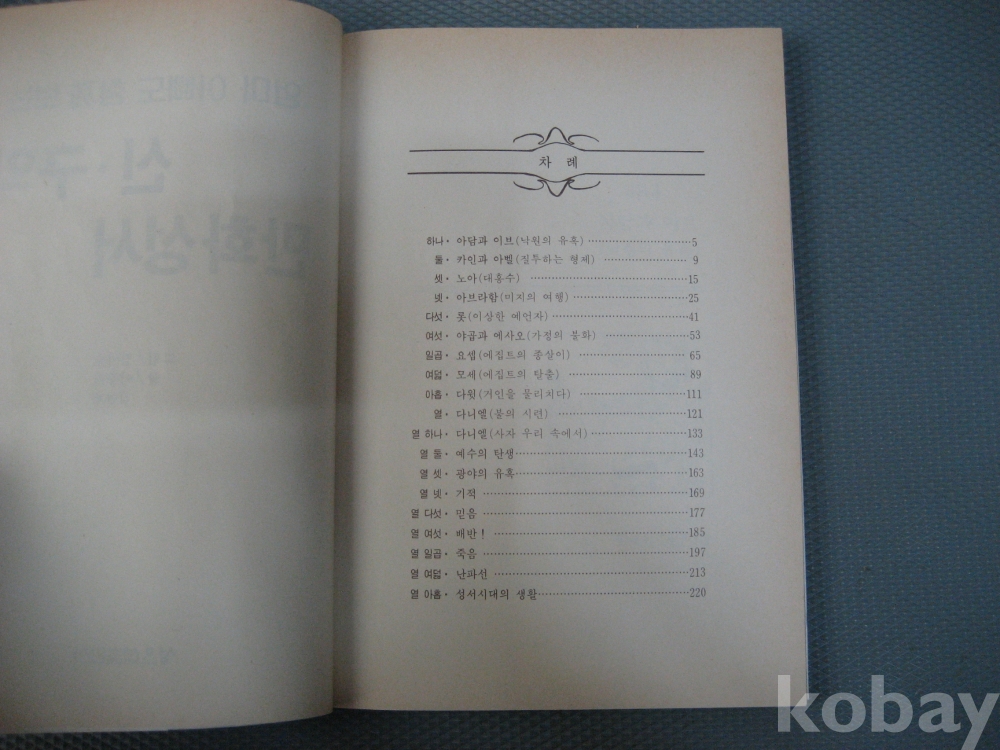 차 례
하나· 아담과 이브(낙원의 유혹) ……………… 5
둘· 카인과 아벨(질투하는 형제) ……………… 9
셋· 노아(대홍수) ……………… 15
넷· 아브라함(미지의 여행) ……………… 25
다섯· 롯(이상한 예언자) ……………… 41
여섯· 야곱과 에사오(가정의 불화) ……………… 53
일곱· 요셉(에집트의 종살이) ……………… 65
여덟· 모세(에집트의 탈출) ……………… 89
아홉· 다윗(거인을 물리치다) ……………… 111
열· 다니엘(불의 시련) ……………… 121
열 하나· 다니엘(사자 우리 속에서) ……………… 133
열 둘· 예수의 탄생 ……………… 143
열 셋· 광야의 유혹 ……………… 163
열 넷· 기적 ……………… 169
열 다섯· 믿음 ……………… 177
열 여섯· 배반! ……………… 185
열 일곱· 죽음 ……………… 197
열 여덟· 난파선 ……………… 213
열 아홉· 성서시대의 생활 ……………… 220
kobay